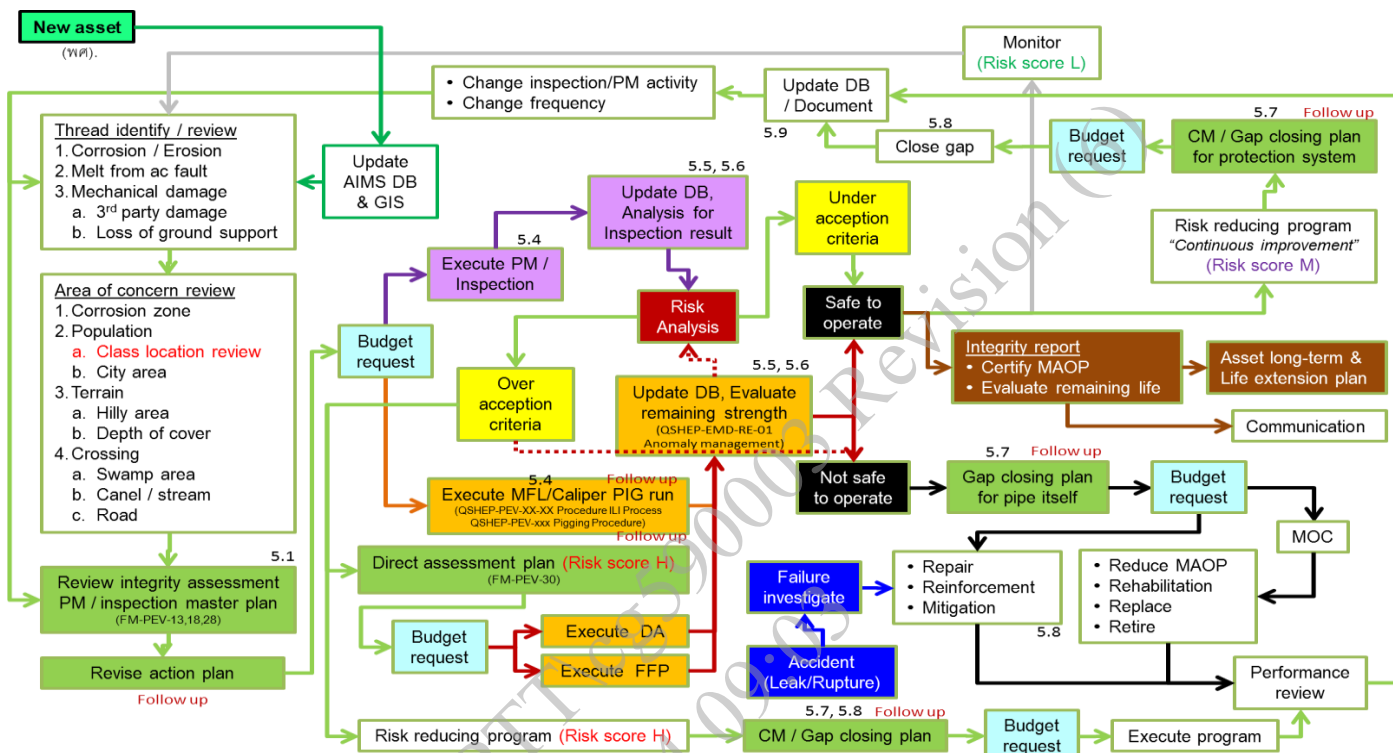 New asset
(พศ).
Monitor
(Risk score L)
• Change inspection/PM activity
• Change frequency
Update DB
/ Document
5.9
5.8
Close gap
Budget
request
5.7
Follow up
CM / Gap closing plan
for protection system
Thread identify / review
1. Corrosion / Erosion
2. Melt from ac fault
3. Mechanical damage
a. 3rd party damage
b. Loss of ground support
Update
AIMS DB
& GIS
5.5, 5.6
Update DB,
Analysis for
Inspection result
Under
acception
criteria
Risk reducing program
“Continuous improvement”
(Risk score M)
5.4
Execute PM /
Inspection
Area of concern review
1. Corrosion zone
2. Population
a. Class location review
b. City area
3. Terrain
a. Hilly area
b. Depth of cover
4. Crossing
a. Swamp area
b. Canel / stream
c. Road
Budget
request
Risk
Analysis
Safe to
operate
Integrity report
• Certify MAOP
• Evaluate remaining life
Asset long-term &
Life extension plan
Communication
Over
acception
criteria
5.5, 5.6
Update DB, Evaluate
remaining strength
(QSHEP-EMD-RE-01
Anomaly management)
Not safe
to operate
5.7
Follow up
Gap closing plan
for pipe itself
Budget
request
MOC
5.4
Follow up
Execute MFL/Caliper PIG run
(QSHEP-PEV-XX-XX Procedure ILI Process
QSHEP-PEV-xxx Pigging Procedure)
Follow up
5.1
Review integrity assessment
PM / inspection master plan
(FM-PEV-13,18,28)
Revise action plan
Follow up
Direct assessment plan (Risk score H)
(FM-PEV-30)
Budget
request
Execute DA
Execute FFP
Failure
investigate
Accident
(Leak/Rupture)
• Repair
• Reinforcement
• Mitigation
5.8
• Reduce MAOP
• Rehabilitation
• Replace
• Retire
Performance
review
Risk reducing program (Risk score H)
5.7, 5.8
Follow up
CM / Gap closing plan
Budget
request
Execute program
PTT cg590003 Revision (6)
09:03